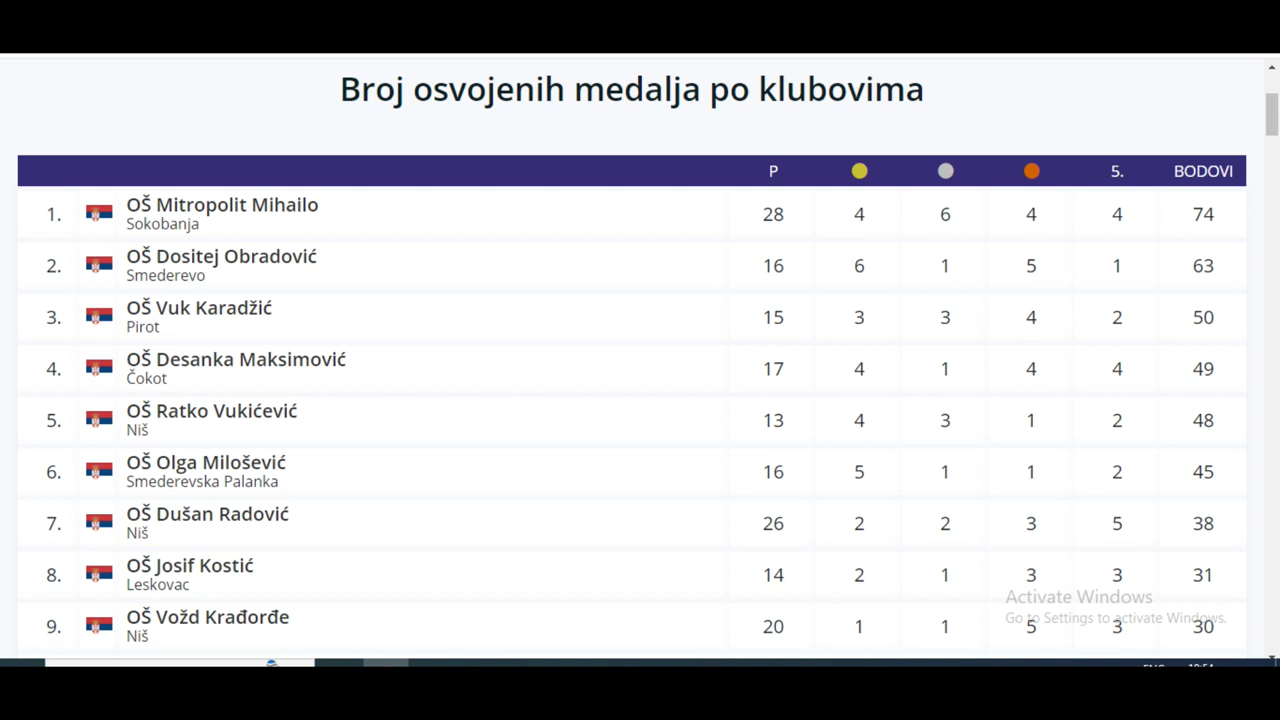 Broj osvojenih medalja po klubovima
P 5. BODOVI
1. OŠ Mitropolit Mihailo 28 4 6 4 4 74
Sokobanja
2. OŠ Dositej Obradović 16 6 1 5 1 63
Smederevo
3. OŠ Vuk Karadžić 15 3 3 4 2 50
Pirot
4. OŠ Desanka Maksimović 17 4 1 4 4 49
Čokot
5. OŠ Ratko Vukićević 13 4 3 1 2 48
Niš
6. OŠ Olga Milošević 16 5 1 1 2 45
Smederevska Palanka
7. OŠ Dušan Radović 26 2 2 3 5 38
Niš
8. OŠ Josif Kostić 14 2 1 3 3 31
Leskovac
Activate Windows
Go to Settings to activate Windows.
9. OŠ Vožd Krađorđe 20 1 1 5 3 30
Niš